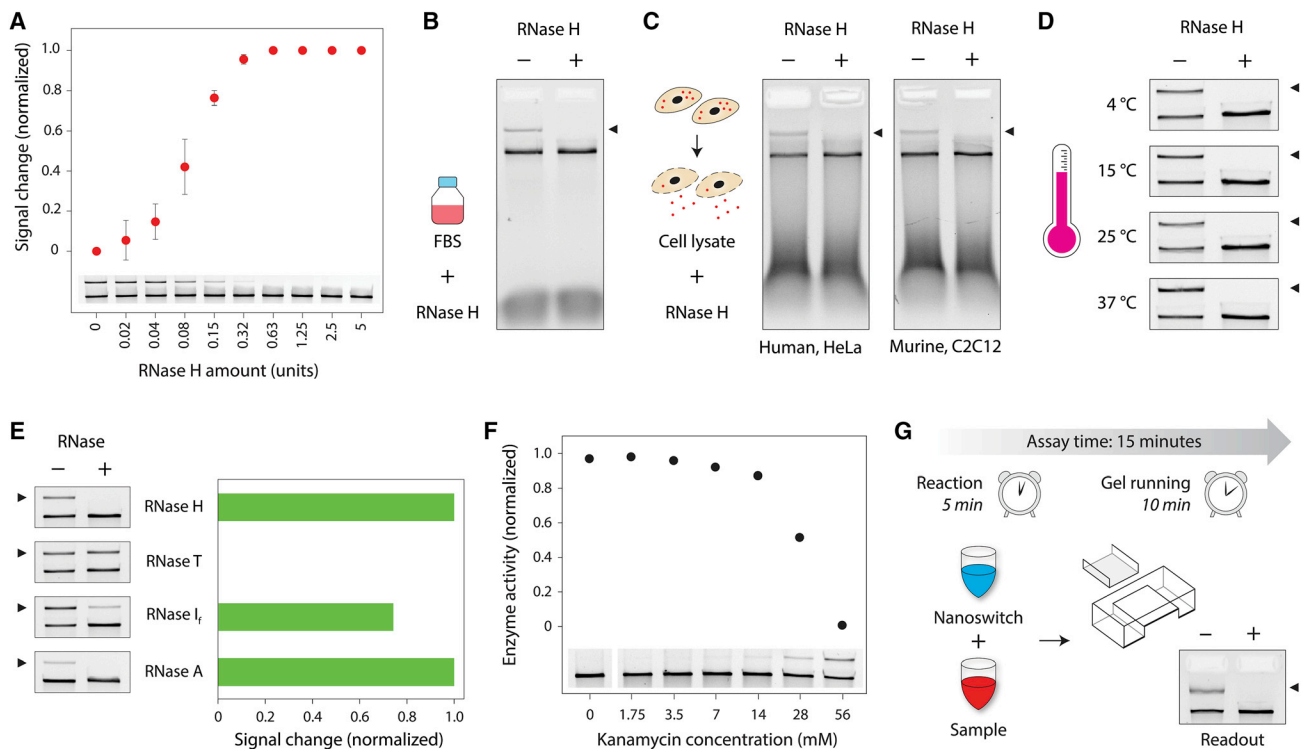 A
Signal change (normalized)
1.0
0.8
0.6
0.4
0.2
0
0 0.02 0.04 0.08 0.15 0.32 0.63 1.25 2.5 5
RNase H amount (units)
B
RNase H
− +
FBS
+
RNase H
C
RNase H RNase H
− + − +
Cell lysate
+
RNase H
Human, HeLa Murine, C2C12
D
RNase H
− +
4 °C
15 °C
25 °C
37 °C
E
RNase
− +
RNase H
RNase T
RNase If
RNase A
0 0.2 0.4 0.6 0.8 1.0
Signal change (normalized)
F
Enzyme activity (normalized)
1.0
0.8
0.6
0.4
0.2
0
0 1.75 3.5 7 14 28 56
Kanamycin concentration (mM)
G
Assay time: 15 minutes
Reaction
5 min
Gel running
10 min
Nanoswitch
+
Sample
− +
Readout